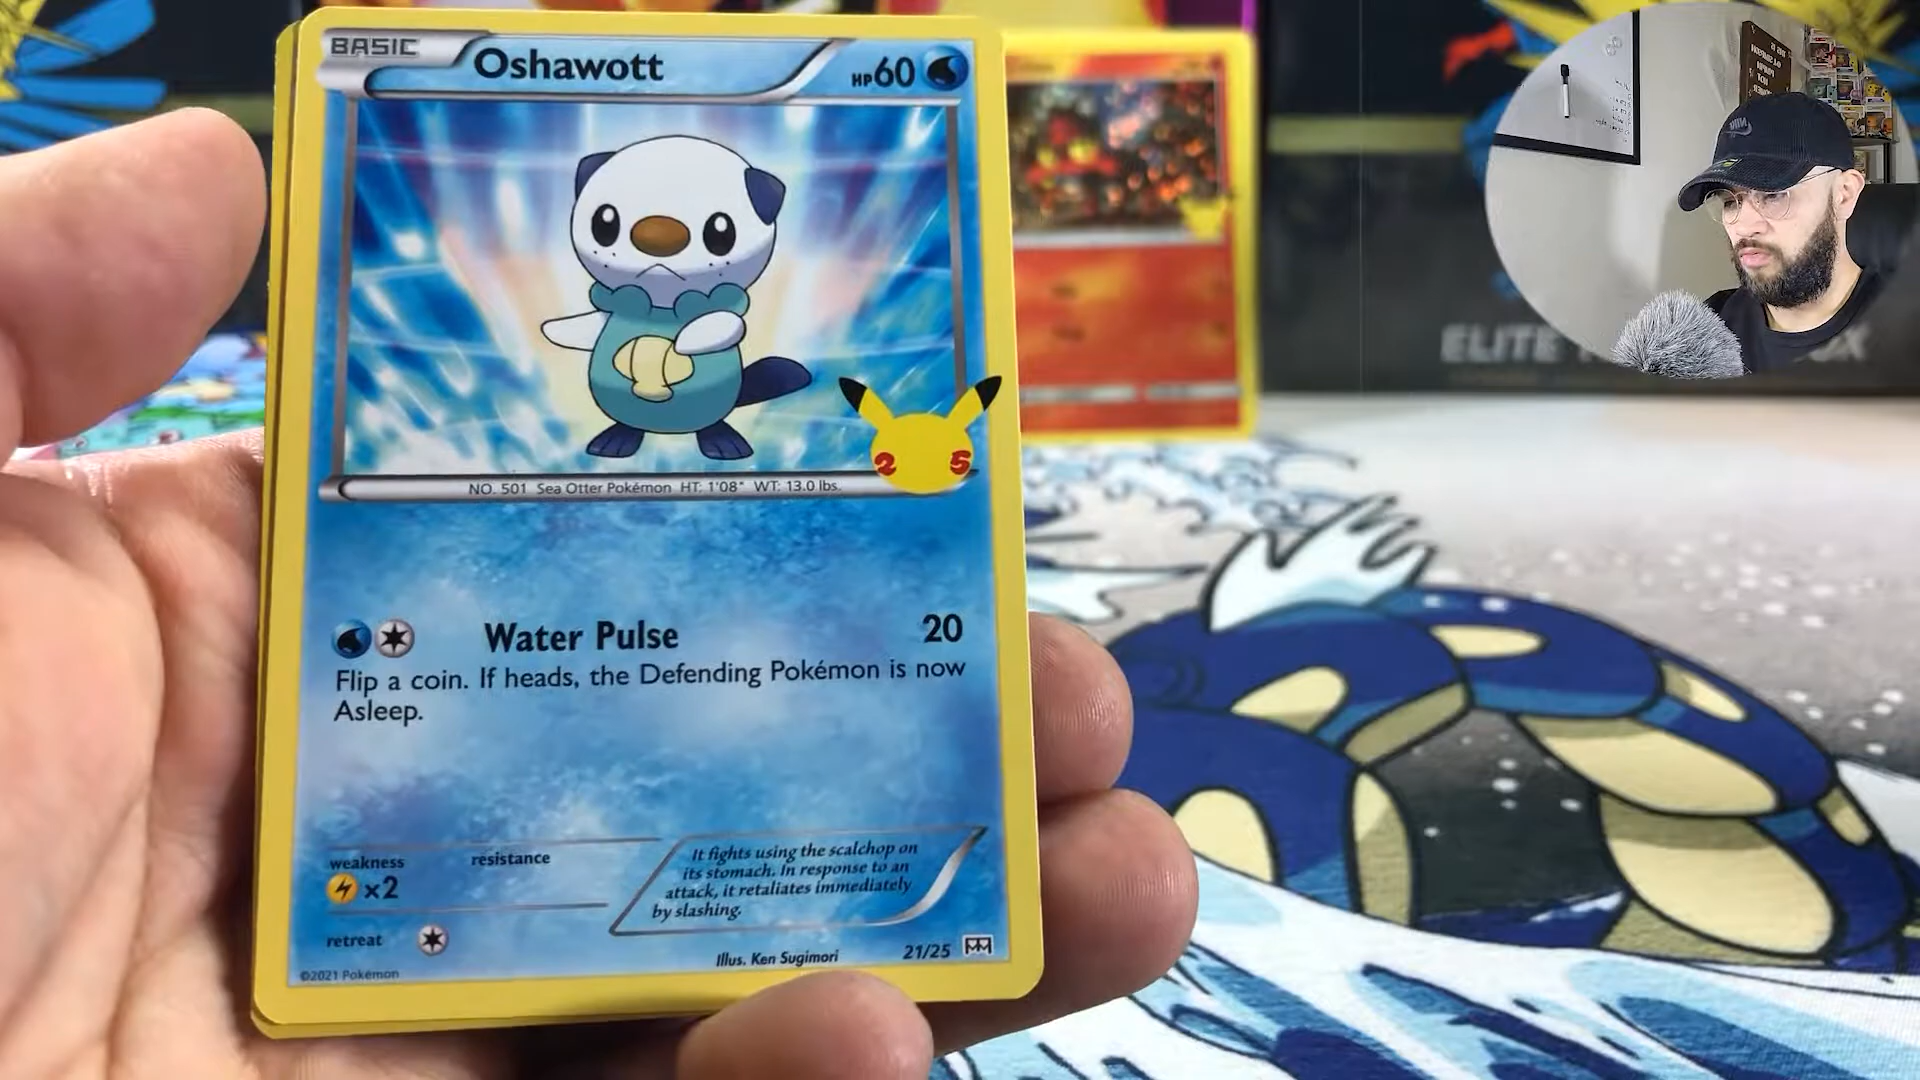 BASIC
Oshawott
HP60
25
NO. 501 Sea Otter Pokémon HT: 1'08" WT: 13.0 lbs.
Water Pulse 20
Flip a coin. If heads, the Defending Pokémon is now
Asleep.
weakness
resistance
x2
It fights using the scalchop on
its stomach. In response to an
attack, it retaliates immediately
by slashing.
retreat
Illus. Ken Sugimori
21/25
©2021 Pokémon
ELITE